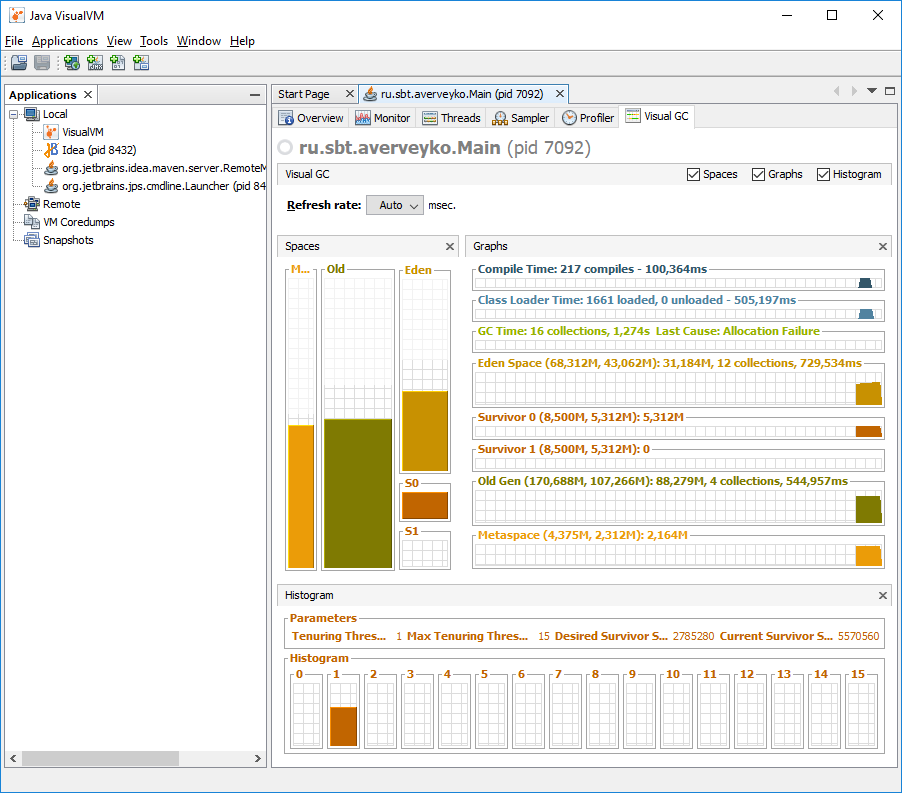 Java VisualVM
File Applications View Tools Window Help
Applications
Local
VisualVM
Idea (pid 8432)
org.jetbrains.idea.maven.server.RemoteM
org.jetbrains.jps.cmdline.Launcher (pid 84
Remote
VM Coredumps
Snapshots
Start Page ru.sbt.averveyko.Main (pid 7092)
Overview Monitor Threads Sampler Profiler Visual GC
ru.sbt.averveyko.Main (pid 7092)
Visual GC Spaces Graphs Histogram
Refresh rate: Auto msec.
Spaces
M... Old Eden
S0
S1
Graphs
Compile Time: 217 compiles - 100,364ms
Class Loader Time: 1661 loaded, 0 unloaded - 505,197ms
GC Time: 16 collections, 1,274s Last Cause: Allocation Failure
Eden Space (68,312M, 43,062M): 31,184M, 12 collections, 729,534ms
Survivor 0 (8,500M, 5,312M): 5,312M
Survivor 1 (8,500M, 5,312M): 0
Old Gen (170,688M, 107,266M): 88,279M, 4 collections, 544,957ms
Metaspace (4,375M, 2,312M): 2,164M
Histogram
Parameters
Tenuring Thres... 1 Max Tenuring Thres... 15 Desired Survivor S... 2785280 Current Survivor S... 5570560
Histogram
0 1 2 3 4 5 6 7 8 9 10 11 12 13 14 15